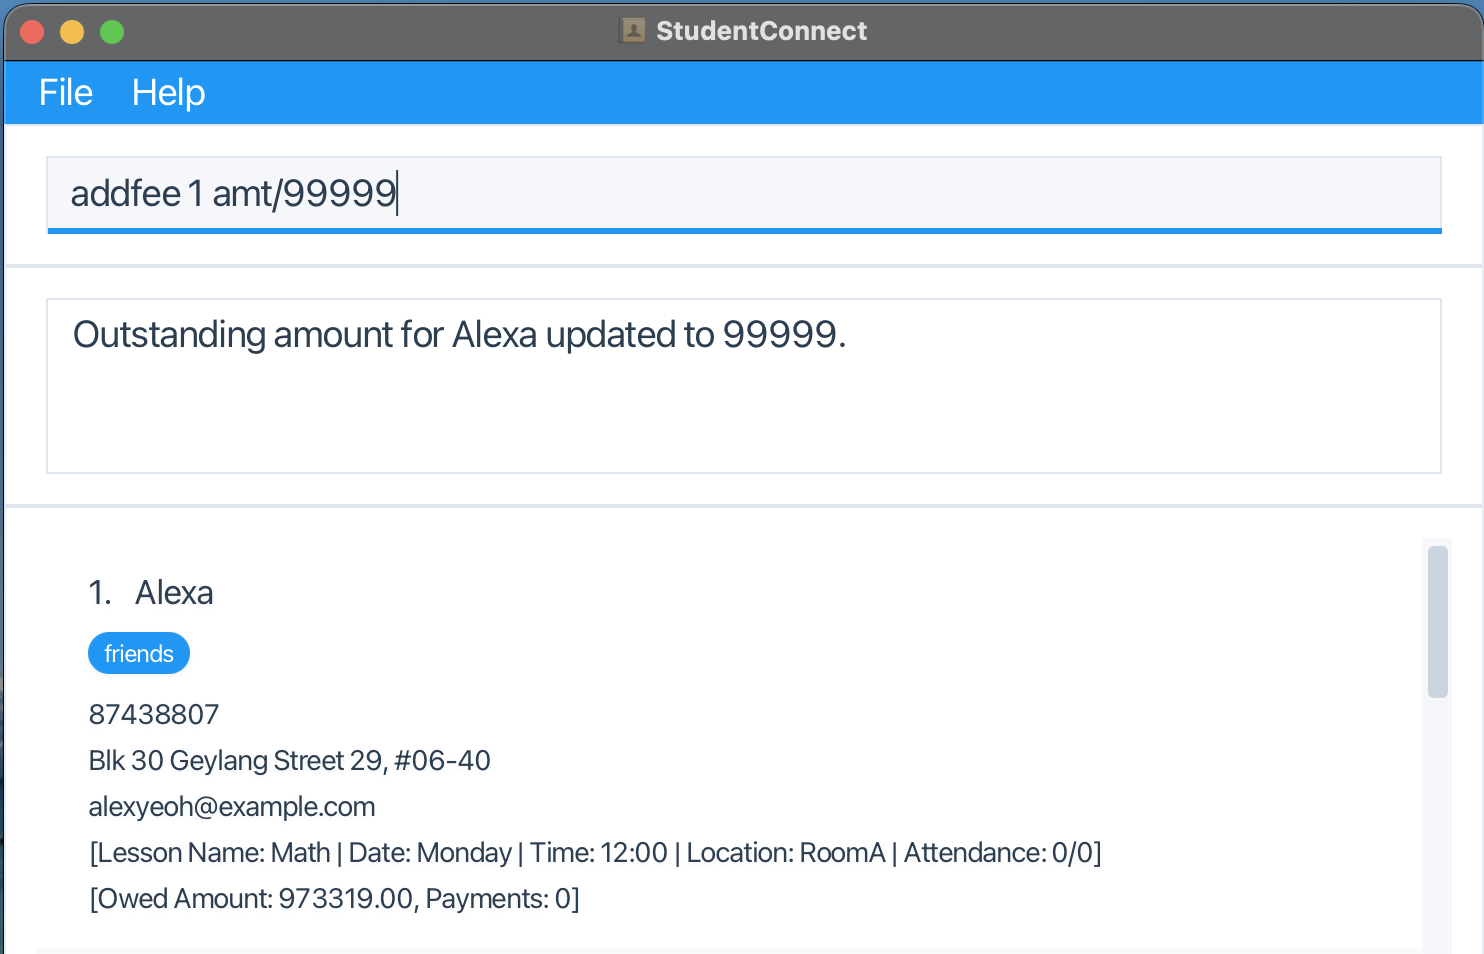 StudentConnect
File Help
addfee 1 amt/99999
Outstanding amount for Alexa updated to 99999.
1. Alexa
friends
87438807
Blk 30 Geylang Street 29, #06-40
alexyeoh@example.com
[Lesson Name: Math | Date: Monday | Time: 12:00 | Location: RoomA | Attendance: 0/0]
[Owed Amount: 973319.00, Payments: 0]